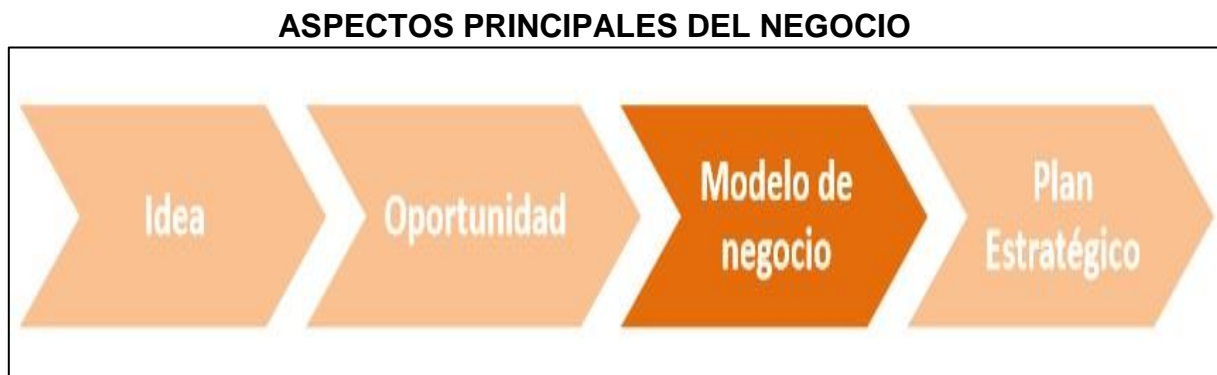 ASPECTOS PRINCIPALES DEL NEGOCIO
Idea
Oportunidad
Modelo de
negocio
Plan
Estratégico